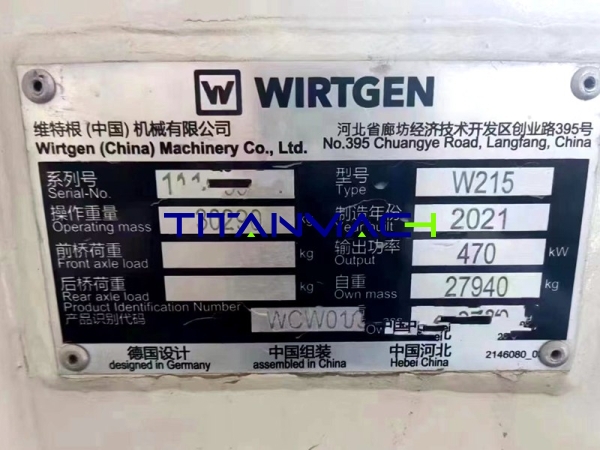 W WIRTGEN
维特根(中国)机械有限公司
Wirtgen (China) Machinery Co., Ltd.
河北省廊坊经济技术开发区创业路395号
No.395 Chuangye Road, Langfang, China
系列号
Serial-No.
型号
Type
W215
操作重量
Operating mass
kg
TITANMACH
制造年份
2021
前桥荷重
Front axle load
kg
输出功率
Output
470 kW
后桥荷重
Rear axle load
kg
自重
Own mass
27940 kg
Product Identification Number
产品识别代码
WCW01
德国设计
designed in Germany
中国组装
assembled in China
中国河北
Hebei China